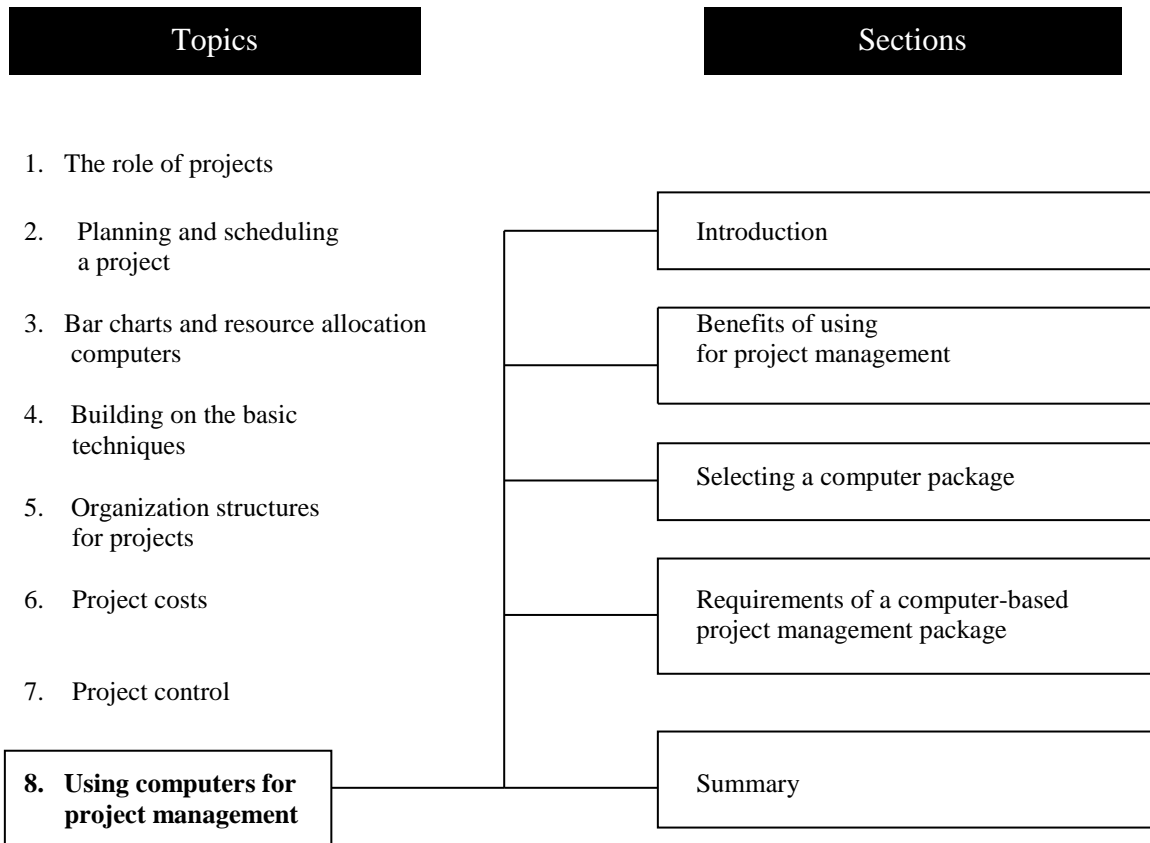 Topics
Sections
1. The role of projects
2. Planning and scheduling
a project
3. Bar charts and resource allocation
computers
4. Building on the basic
techniques
5. Organization structures
for projects
6. Project costs
7. Project control
8. Using computers for
project management
Introduction
Benefits of using
for project management
Selecting a computer package
Requirements of a computer-based
project management package
Summary